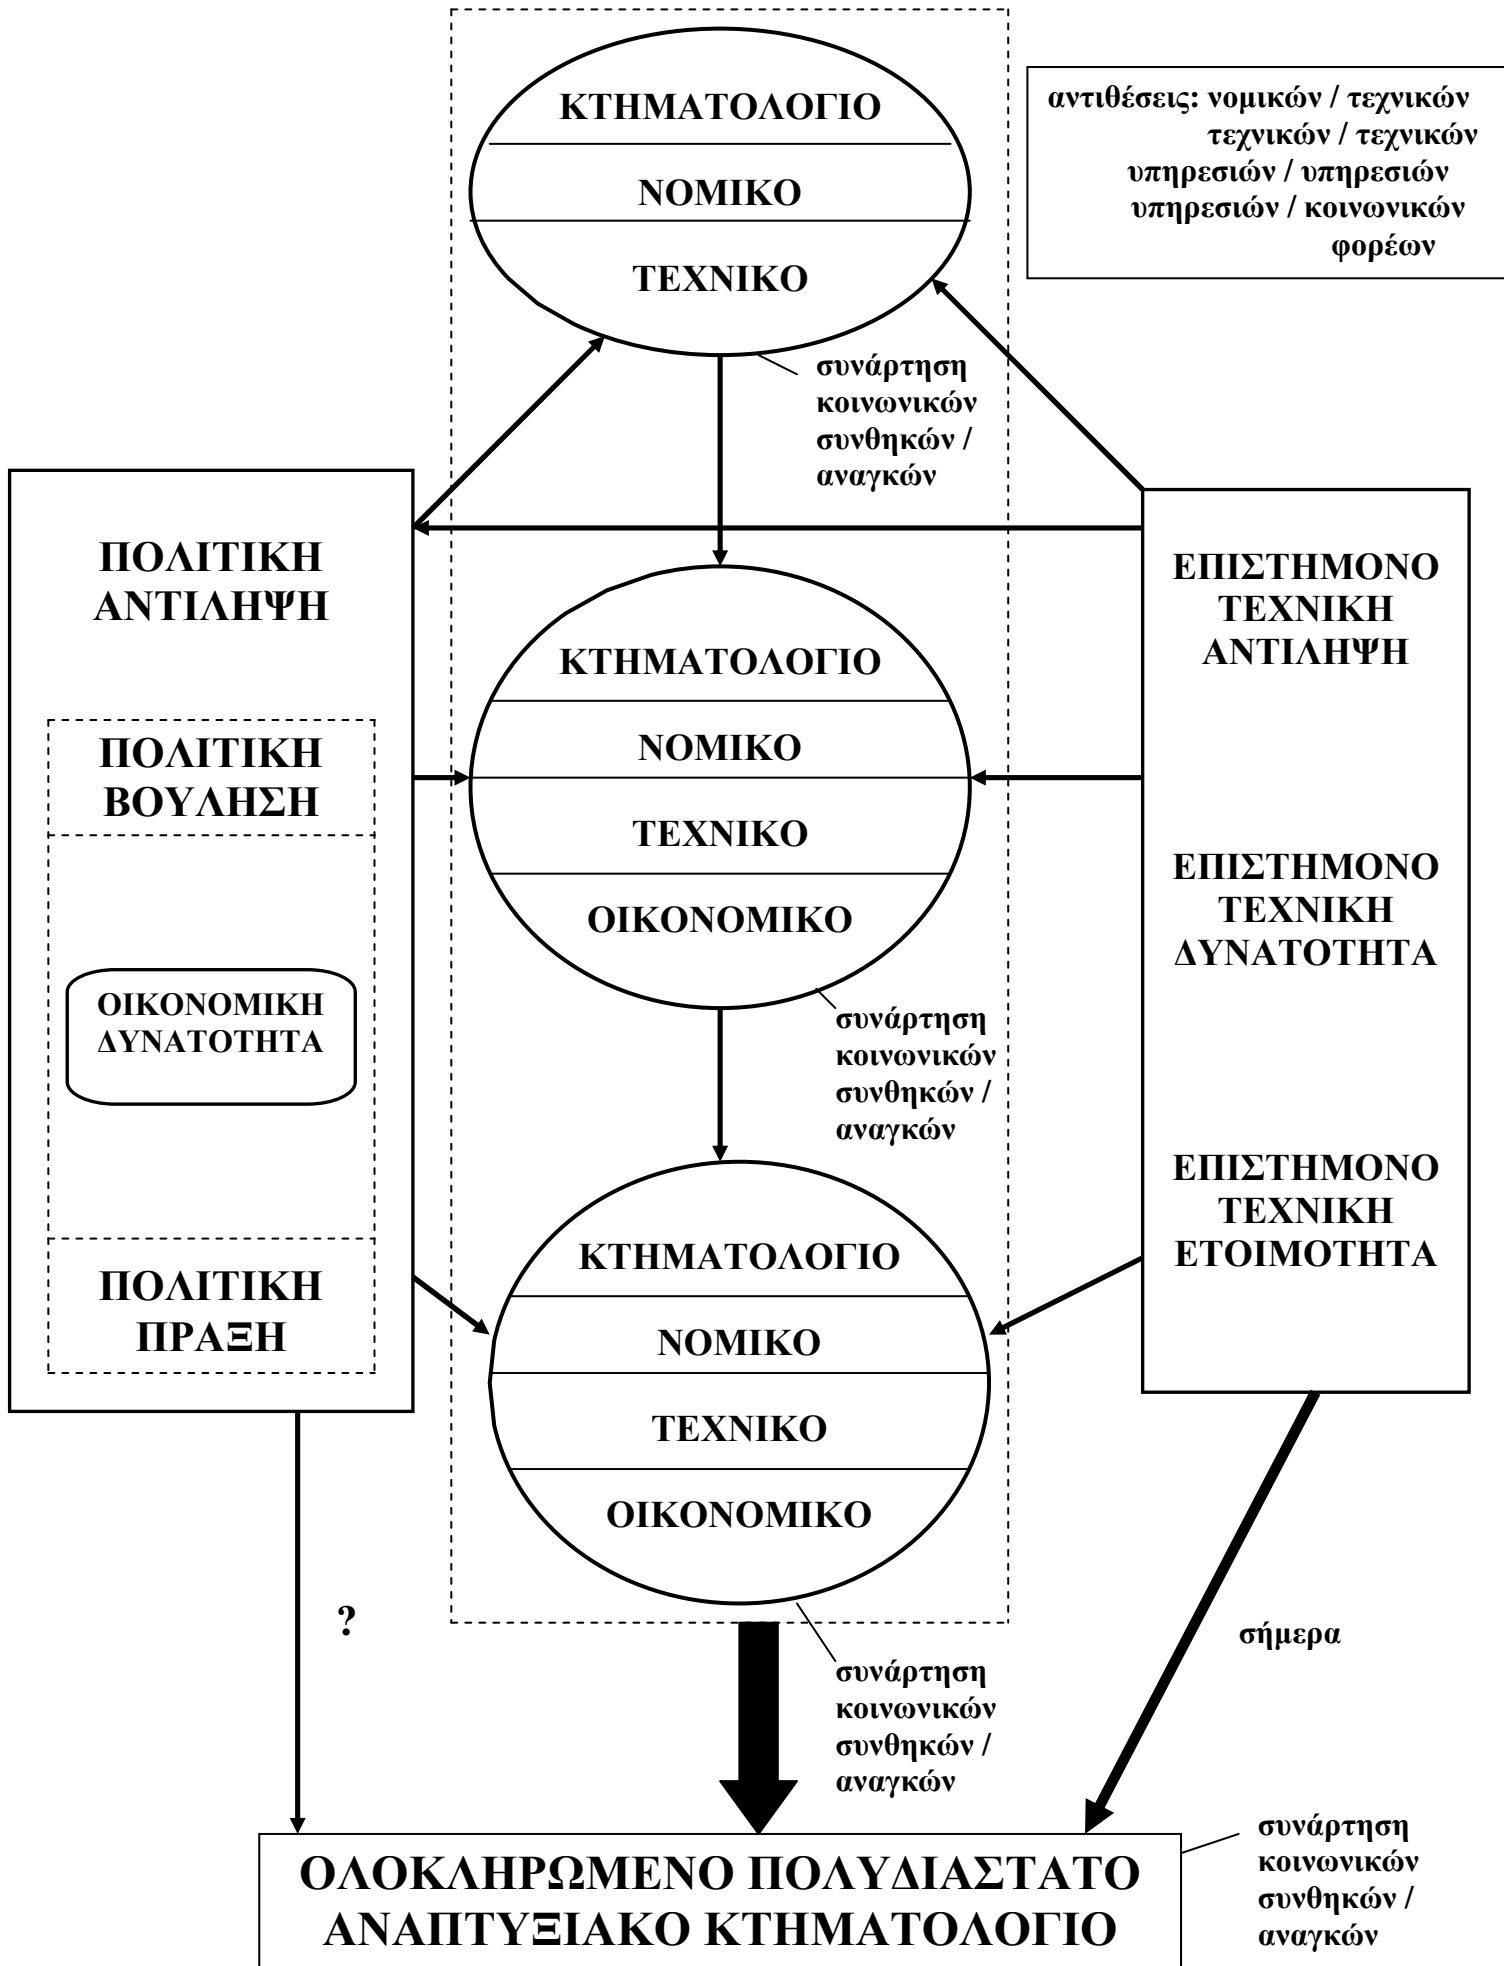 ΚΤΗΜΑΤΟΛΟΓΙΟ
ΝΟΜΙΚΟ
ΤΕΧΝΙΚΟ
αντιθέσεις: νομικών / τεχνικών
τεχνικών / τεχνικών
υπηρεσιών / υπηρεσιών
υπηρεσιών / κοινωνικών
φορέων
συνάρτηση
κοινωνικών
συνθηκών /
αναγκών
ΠΟΛΙΤΙΚΗ
ΑΝΤΙΛΗΨΗ
ΠΟΛΙΤΙΚΗ
ΒΟΥΛΗΣΗ
ΟΙΚΟΝΟΜΙΚΗ
ΔΥΝΑΤΟΤΗΤΑ
ΠΟΛΙΤΙΚΗ
ΠΡΑΞΗ
ΚΤΗΜΑΤΟΛΟΓΙΟ
ΝΟΜΙΚΟ
ΤΕΧΝΙΚΟ
ΟΙΚΟΝΟΜΙΚΟ
συνάρτηση
κοινωνικών
συνθηκών /
αναγκών
ΕΠΙΣΤΗΜΟΝΟ
ΤΕΧΝΙΚΗ
ΑΝΤΙΛΗΨΗ
ΕΠΙΣΤΗΜΟΝΟ
ΤΕΧΝΙΚΗ
ΔΥΝΑΤΟΤΗΤΑ
ΕΠΙΣΤΗΜΟΝΟ
ΤΕΧΝΙΚΗ
ΕΤΟΙΜΟΤΗΤΑ
ΚΤΗΜΑΤΟΛΟΓΙΟ
ΝΟΜΙΚΟ
ΤΕΧΝΙΚΟ
ΟΙΚΟΝΟΜΙΚΟ
?
συνάρτηση
κοινωνικών
συνθηκών /
αναγκών
σήμερα
ΟΛΟΚΛΗΡΩΜΕΝΟ ΠΟΛΥΔΙΑΣΤΑΤΟ
ΑΝΑΠΤΥΞΙΑΚΟ ΚΤΗΜΑΤΟΛΟΓΙΟ
συνάρτηση
κοινωνικών
συνθηκών /
αναγκών